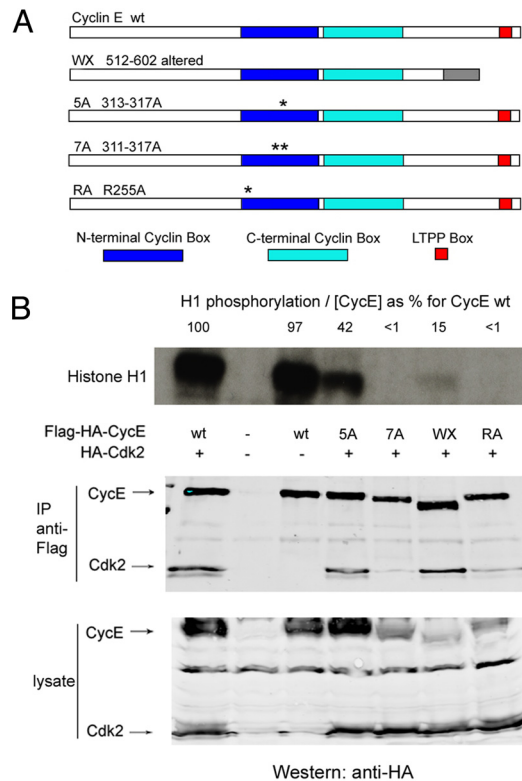 A
Cyclin E wt
WX 512-602 altered
5A 313-317A
*
7A 311-317A
**
RA R255A
*
N-terminal Cyclin Box
C-terminal Cyclin Box
LTPP Box
B
H1 phosphorylation / [CycE] as % for CycE wt
100 97 42 <1 15 <1
Histone H1
Flag-HA-CycE wt - wt 5A 7A WX RA
HA-Cdk2 + - - + + + +
IP anti-Flag
CycE
Cdk2
lysate
CycE
Cdk2
Western: anti-HA